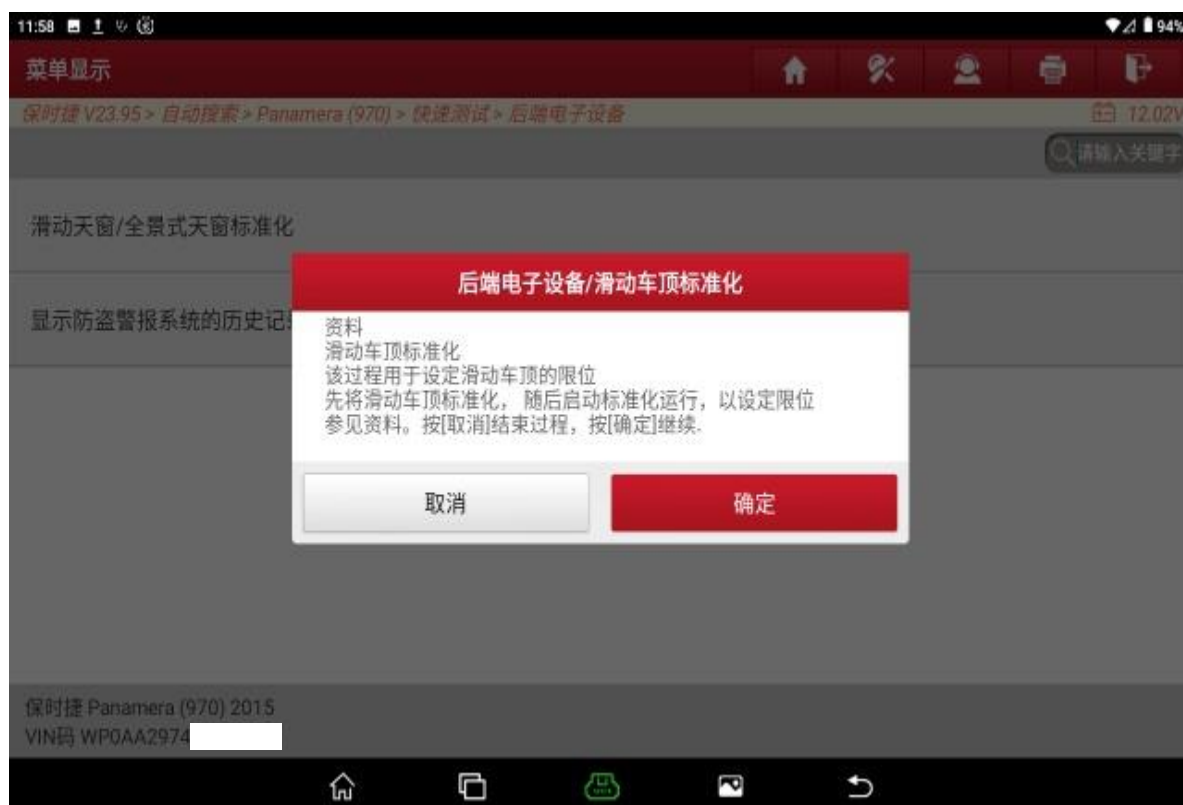 11:58
94%
菜单显示
保时捷 V23.95 > 自动搜索 > Panamera (970) > 快速测试 > 后端电子设备
12.02V
请输入关键字
滑动天窗/全景式天窗标准化
后端电子设备/滑动车顶标准化
显示防盗警报系统的历史记
资料
滑动车顶标准化
该过程用于设定滑动车顶的限位
先将滑动车顶标准化， 随后启动标准化运行，以设定限位
参见资料。按[取消]结束过程，按[确定]继续.
取消
确定
保时捷 Panamera (970) 2015
VIN码 WP0AA2974